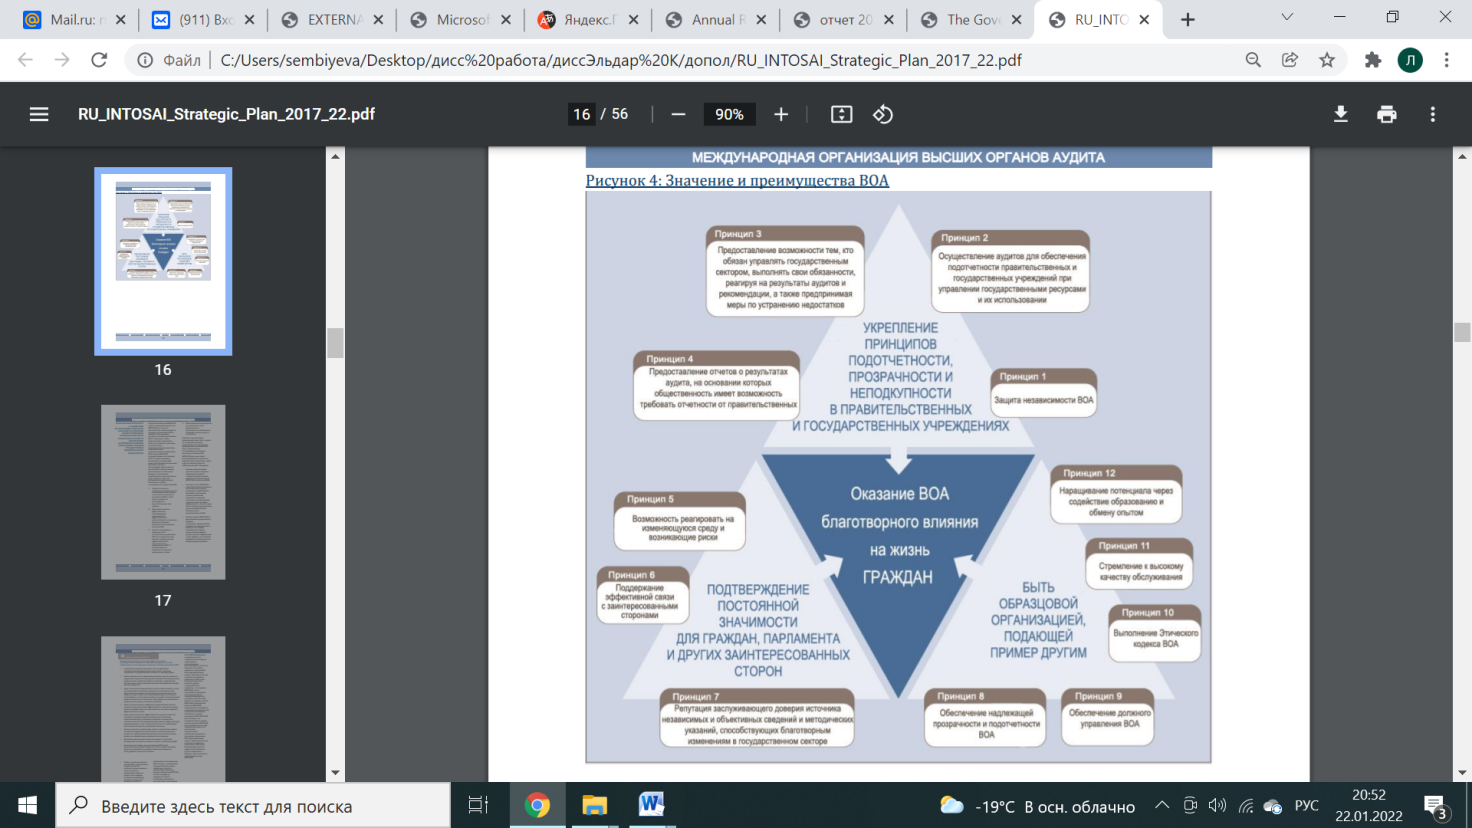 Mail.ru: п
(911) Вхо
EXTERNA
Microsof
Яндекс.П
Annual R
отчет 20
The Gove
RU_INTO
Файл
C:/Users/sembiyeva/Desktop/дисс%20работа/диссЭльдар%20К/допол/RU_INTOSAI_Strategic_Plan_2017_22.pdf
Л
RU_INTOSAI_Strategic_Plan_2017_22.pdf
16 / 56
90%
16
17
МЕЖДУНАРОДНАЯ ОРГАНИЗАЦИЯ ВЫСШИХ ОРГАНОВ АУДИТА
Рисунок 4: Значение и преимущества ВОА
Принцип 3
Предоставление возможности тем, кто
обязан управлять государственным
сектором, выполнять свои обязанности,
реагируя на результаты аудитов и
рекомендации, а также предпринимая
меры по устранению недостатков
Принцип 2
Осуществление аудитов для обеспечения
подотчетности правительственных и
государственных учреждений при
управлении государственными ресурсами
и их использовании
УКРЕПЛЕНИЕ
ПРИНЦИПОВ
ПОДОТЧЕТНОСТИ,
ПРОЗРАЧНОСТИ И
НЕПОДКУПНОСТИ
В ПРАВИТЕЛЬСТВЕННЫХ
И ГОСУДАРСТВЕННЫХ УЧРЕЖДЕНИЯХ
Принцип 4
Предоставление отчетов о результатах
аудита, на основании которых
общественность имеет возможность
требовать отчетности от правительственных
Принцип 1
Защита независимости ВОА
Оказание ВОА
благотворного влияния
на жизнь
ГРАЖДАН
Принцип 5
Возможность реагировать на
изменяющуюся среду и
возникающие риски
Принцип 6
Поддержание
эффективной связи
с заинтересованными
сторонами
ПОДТВЕРЖДЕНИЕ
ПОСТОЯННОЙ
ЗНАЧИМОСТИ
ДЛЯ ГРАЖДАН, ПАРЛАМЕНТА
И ДРУГИХ ЗАИНТЕРЕСОВАННЫХ
СТОРОН
Принцип 7
Репутация заслуживающего доверия источника
независимых и объективных сведений и методических
указаний, способствующих благотворным
изменениям в государственном секторе
Принцип 12
Наращивание потенциала через
содействие образованию и
обмену опытом
Принцип 11
Стремление к высокому
качеству обслуживания
Принцип 10
Выполнение Этического
кодекса ВОА
БЫТЬ
ОБРАЗЦОВОЙ
ОРГАНИЗАЦИЕЙ,
ПОДАЮЩЕЙ
ПРИМЕР ДРУГИМ
Принцип 8
Обеспечение надлежащей
прозрачности и подотчетности
ВОА
Принцип 9
Обеспечение должного
управления ВОА
Введите здесь текст для поиска
-19°C В осн. облачно
РУС
20:52
22.01.2022
3